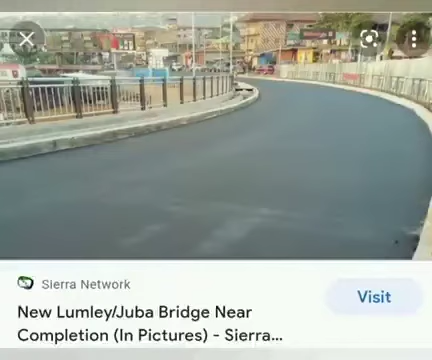 Sierra Network
Visit
New Lumley/Juba Bridge Near
Completion (In Pictures) - Sierra...